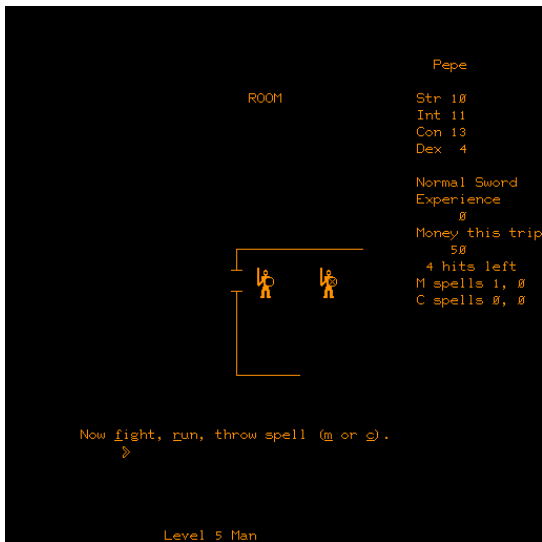 Pepe
ROOM
Str 10
Int 11
Con 13
Dex 4
Normal Sword
Experience
0
Money this trip
50
4 hits left
M spells 1, 0
C spells 0, 0
Now fight, run, throw spell (m or c).
>
Level 5 Man